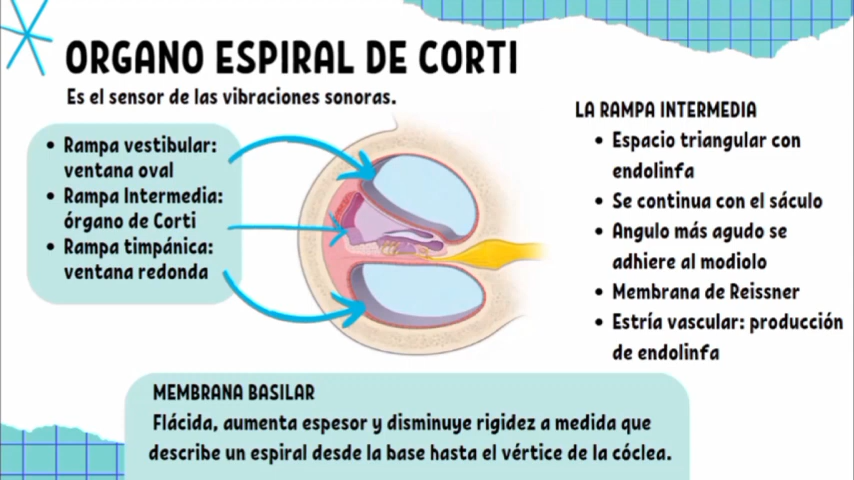 ORGANO ESPIRAL DE CORTI
Es el sensor de las vibraciones sonoras.
• Rampa vestibular:
ventana oval
• Rampa Intermedia:
órgano de Corti
• Rampa timpánica:
ventana redonda
LA RAMPA INTERMEDIA
• Espacio triangular con
endolinfa
• Se continua con el sáculo
• Angulo más agudo se
adhiere al modiolo
• Membrana de Reissner
• Estría vascular: producción
de endolinfa
MEMBRANA BASILAR
Flácida, aumenta espesor y disminuye rigidez a medida que
describe un espiral desde la base hasta el vértice de la cóclea.